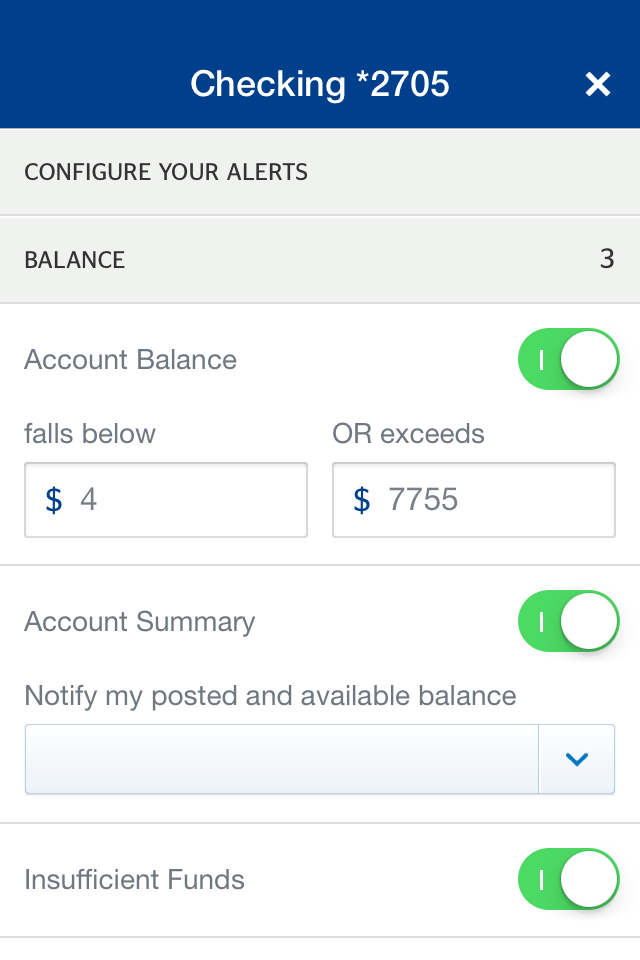 Checking *2705
CONFIGURE YOUR ALERTS
BALANCE 3
Account Balance
falls below OR exceeds
$ 4 $ 7755
Account Summary
Notify my posted and available balance
Insufficient Funds